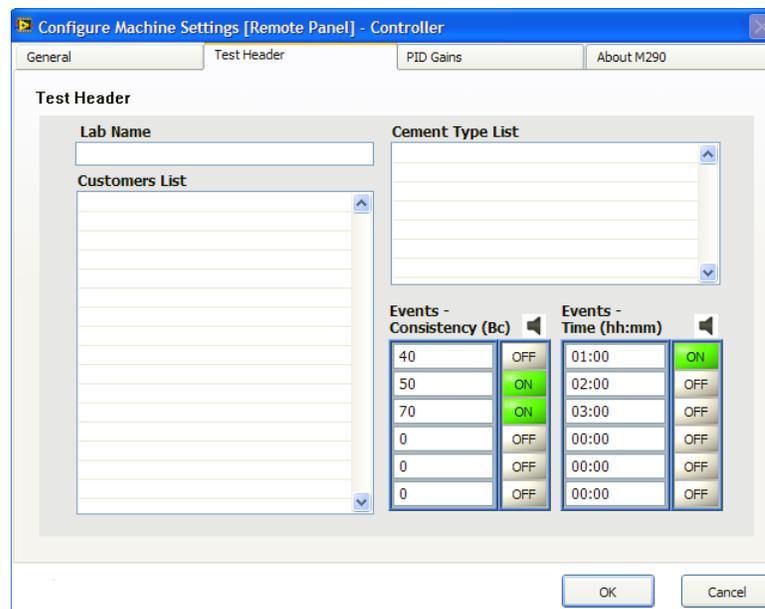 Configure Machine Settings [Remote Panel] - Controller
General Test Header PID Gains About M290
Test Header
Lab Name
Customers List
Cement Type List
Events -
Consistency (Bc)
40 OFF
50 ON
70 ON
0 OFF
0 OFF
0 OFF
Events -
Time (hh:mm)
01:00 ON
02:00 OFF
03:00 OFF
00:00 OFF
00:00 OFF
00:00 OFF
OK Cancel